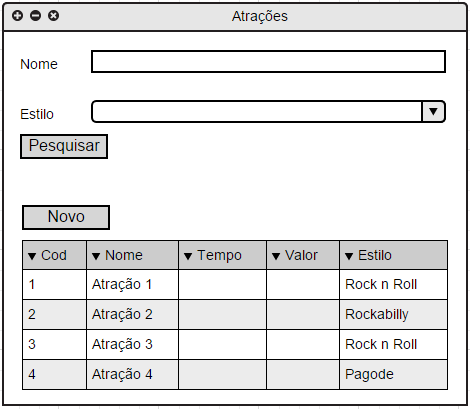 Atrações
Nome
Estilo
Pesquisar
Novo
Cod Nome Tempo Valor Estilo
1 Atração 1 Rock n Roll
2 Atração 2 Rockabilly
3 Atração 3 Rock n Roll
4 Atração 4 Pagode